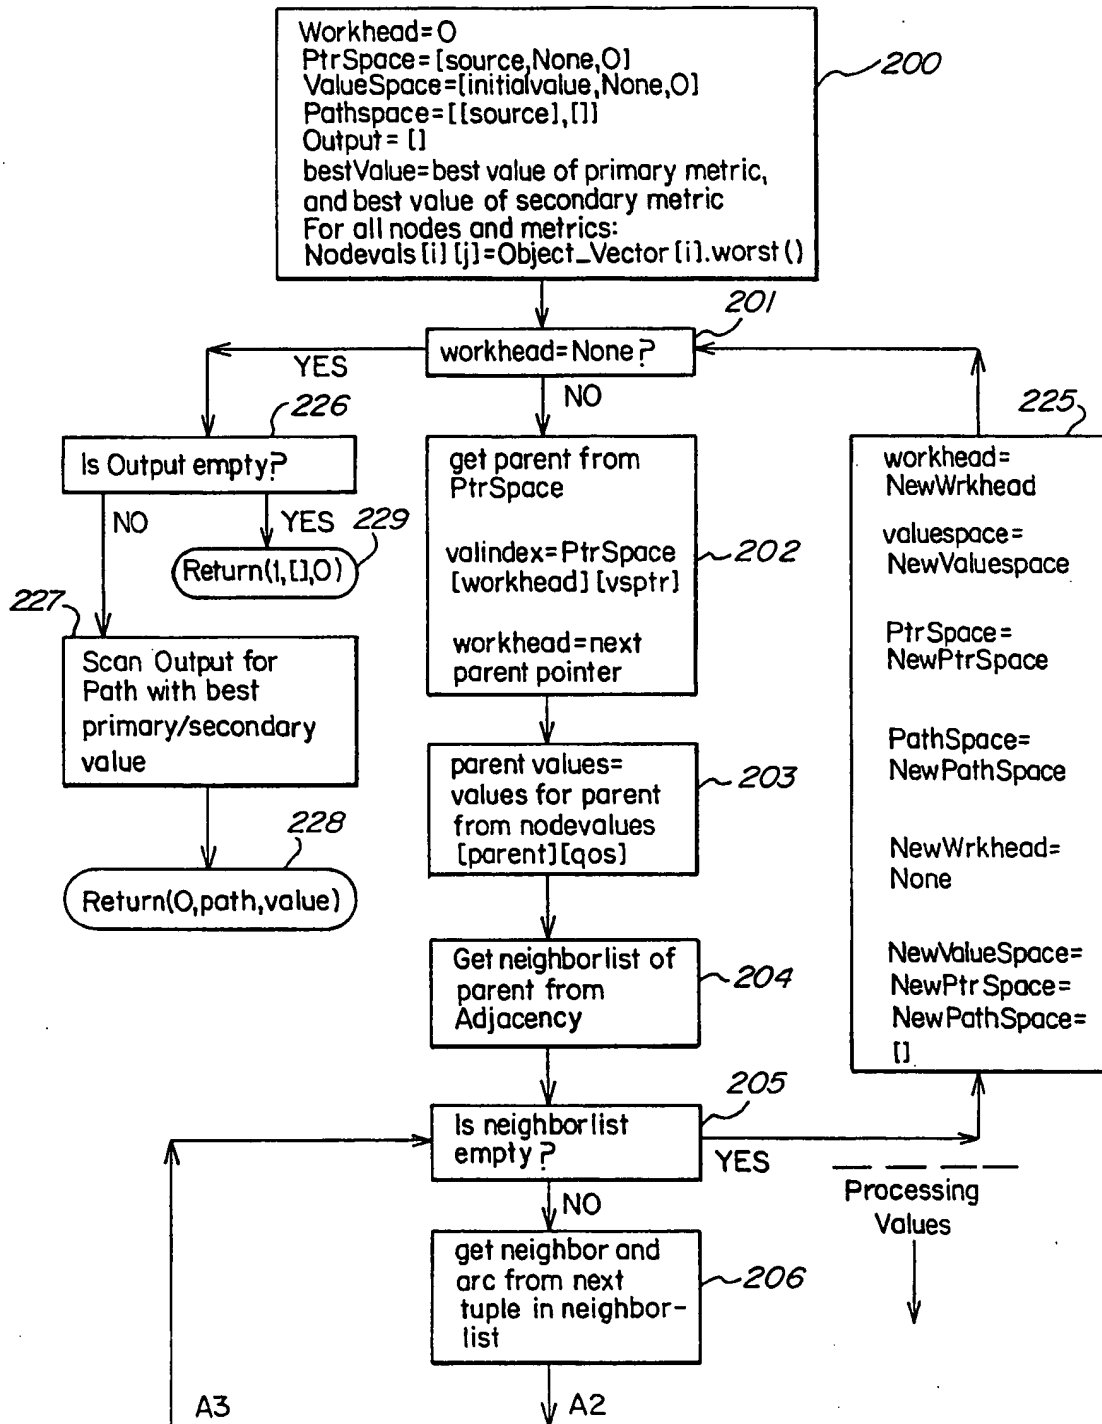 Workhead=0
PtrSpace=[source,None,0]
ValueSpace=[initialvalue,None,0]
Pathspace=[[source],[]]
Output=[]
bestValue=best value of primary metric,
and best value of secondary metric
For all nodes and metrics:
Nodevals[i][j]=Object_Vector[i].worst()
200
201
workhead=None?
YES
NO
226
Is Output empty?
NO
YES
229
Return(1,[],0)
227
Scan Output for
Path with best
primary/secondary
value
228
Return(0,path,value)
get parent from
PtrSpace
valindex=PtrSpace
[workhead][vsptr]
workhead=next
parent pointer
202
parent values=
values for parent
from nodevalues
[parent][qos]
203
Get neighborlist of
parent from
Adjacency
204
205
Is neighborlist
empty?
YES
NO
get neighbor and
arc from next
tuple in neighbor-
list
206
225
workhead=
NewWrkhead
valuespace=
NewValuespace
PtrSpace=
NewPtrSpace
PathSpace=
NewPathSpace
NewWrkhead=
None
NewValueSpace=
NewPtrSpace=
NewPathSpace=
[]
Processing
Values
A3
A2